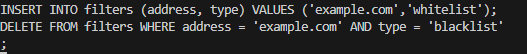 INSERT INTO filters (address, type) VALUES ('example.com','whitelist');
DELETE FROM filters WHERE address = 'example.com' AND type = 'blacklist'
;